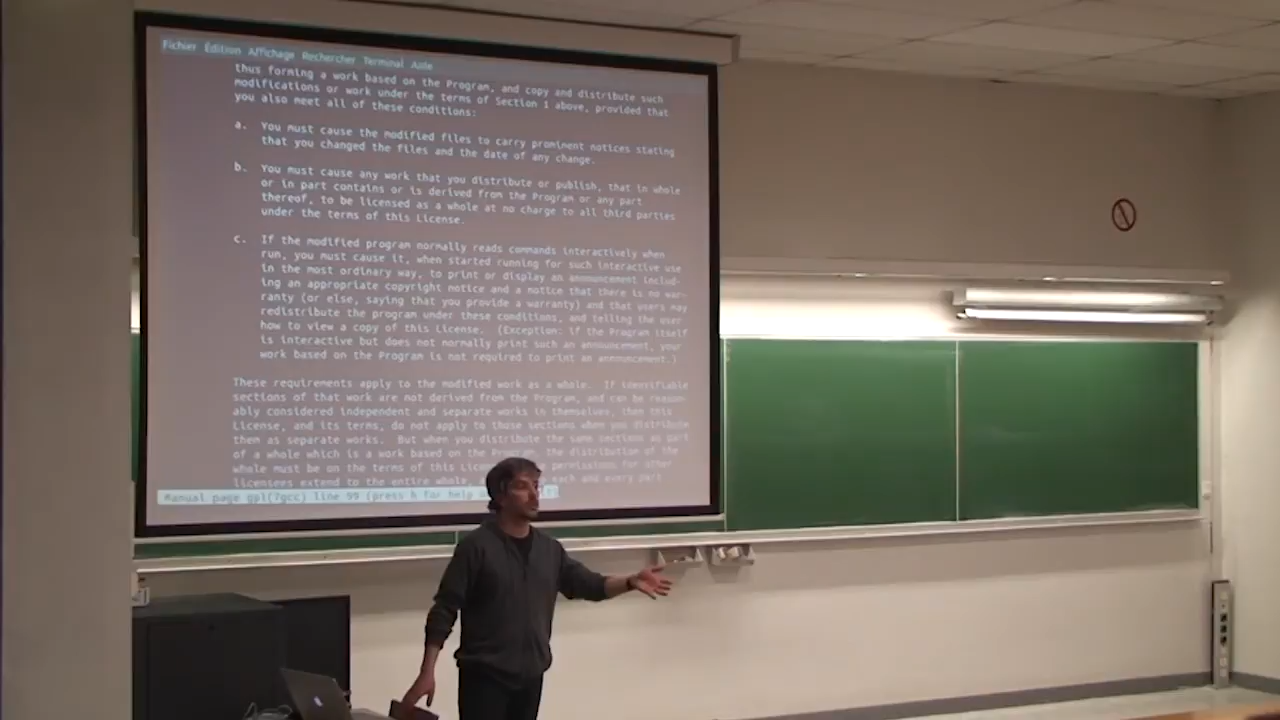 Fichier Édition Affichage Rechercher Terminal Aide
thus forming a work based on the Program, and copy and distribute such
modifications or work under the terms of Section 1 above, provided that
you also meet all of these conditions:
a. You must cause the modified files to carry prominent notices stating
that you changed the files and the date of any change.
b. You must cause any work that you distribute or publish, that in whole
or in part contains or is derived from the Program or any part
thereof, to be licensed as a whole at no charge to all third parties
under the terms of this License.
c. If the modified program normally reads commands interactively when
run, you must cause it, when started running for such interactive use
in the most ordinary way, to print or display an announcement includ-
ing an appropriate copyright notice and a notice that there is no war-
ranty (or else, saying that you provide a warranty) and that users may
redistribute the program under these conditions, and telling the user
how to view a copy of this License. (Exception: if the Program itself
is interactive but does not normally print such an announcement, your
work based on the Program is not required to print an announcement.)
These requirements apply to the modified work as a whole. If identifiable
sections of that work are not derived from the Program, and can be reason-
ably considered independent and separate works in themselves, then this
License, and its terms, do not apply to those sections when you distribute
them as separate works. But when you distribute the same sections as part
of a whole which is a work based on the Program, the distribution of the
whole must be on the terms of this permissions for other
licensees extend to the entire whole, each and every part
Manual page gpl(7gcc) line 99 (press h for help